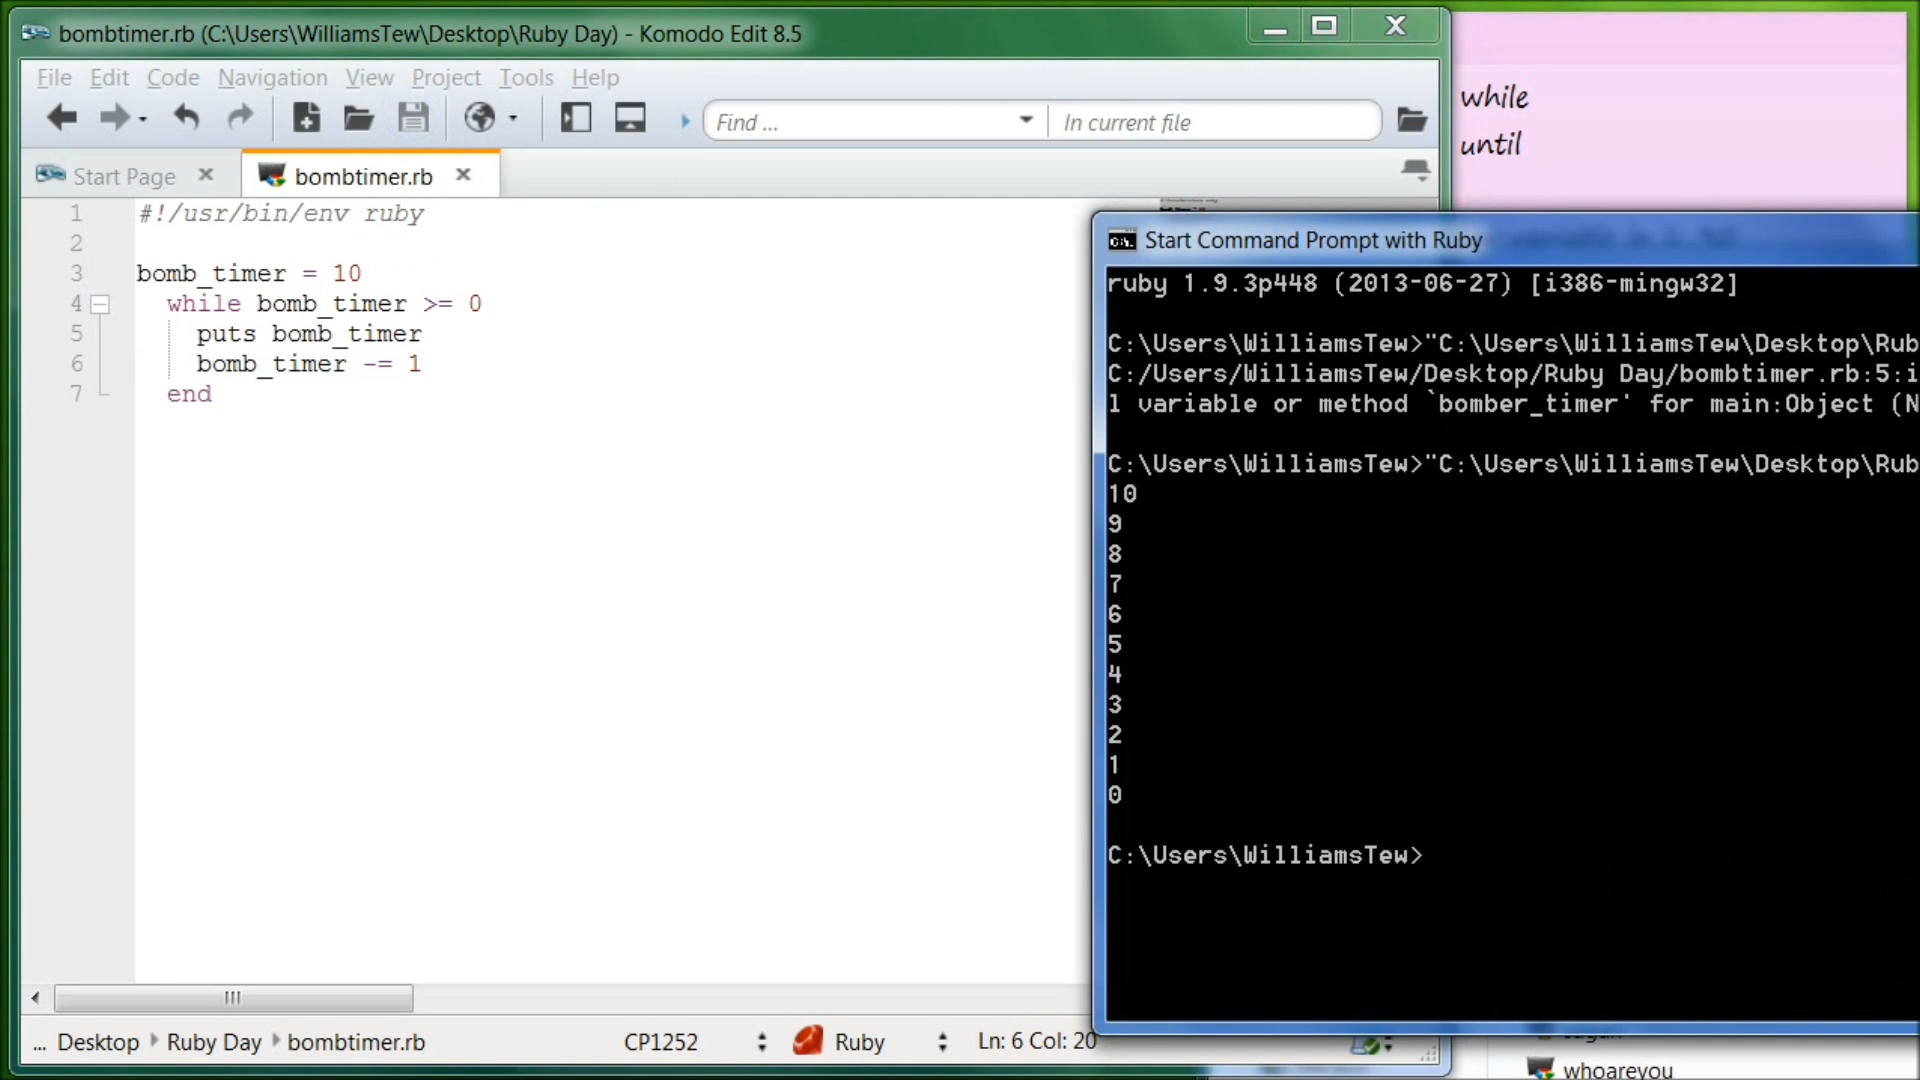 bombtimer.rb (C:\Users\WilliamsTew\Desktop\Ruby Day) - Komodo Edit 8.5
File Edit Code Navigation View Project Tools Help
Find ...
In current file
Start Page
bombtimer.rb
1 #!/usr/bin/env ruby
2
3 bomb_timer = 10
4 while bomb_timer >= 0
5 puts bomb_timer
6 bomb_timer -= 1
7 end
... Desktop Ruby Day bombtimer.rb CP1252 Ruby Ln: 6 Col: 20
while
until
Start Command Prompt with Ruby
ruby 1.9.3p448 (2013-06-27) [i386-mingw32]
C:\Users\WilliamsTew>"C:\Users\WilliamsTew\Desktop\Rub
C:/Users/WilliamsTew/Desktop/Ruby Day/bombtimer.rb:5:i
l variable or method `bomber_timer' for main:Object (N
C:\Users\WilliamsTew>"C:\Users\WilliamsTew\Desktop\Rub
10
9
8
7
6
5
4
3
2
1
0
C:\Users\WilliamsTew>
whoareyou